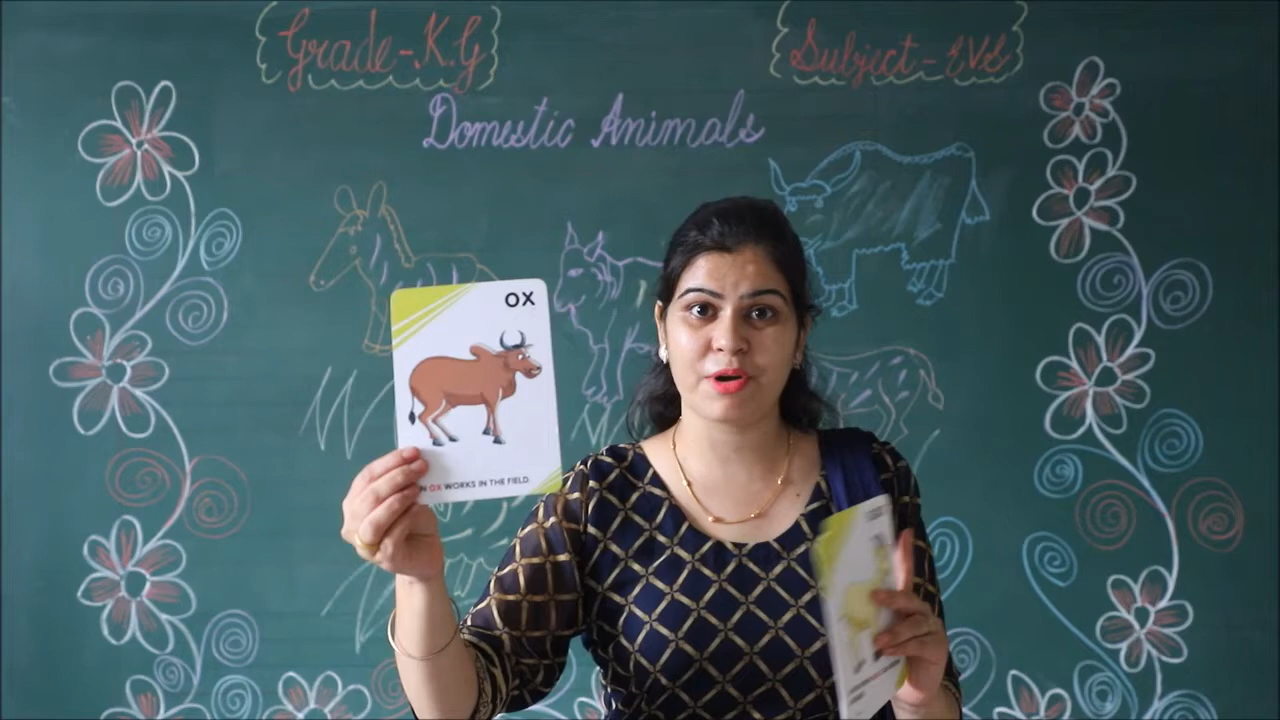 Grade-K.G
Subject-EVS
Domestic Animals
OX
N OX WORKS IN THE FIELD.